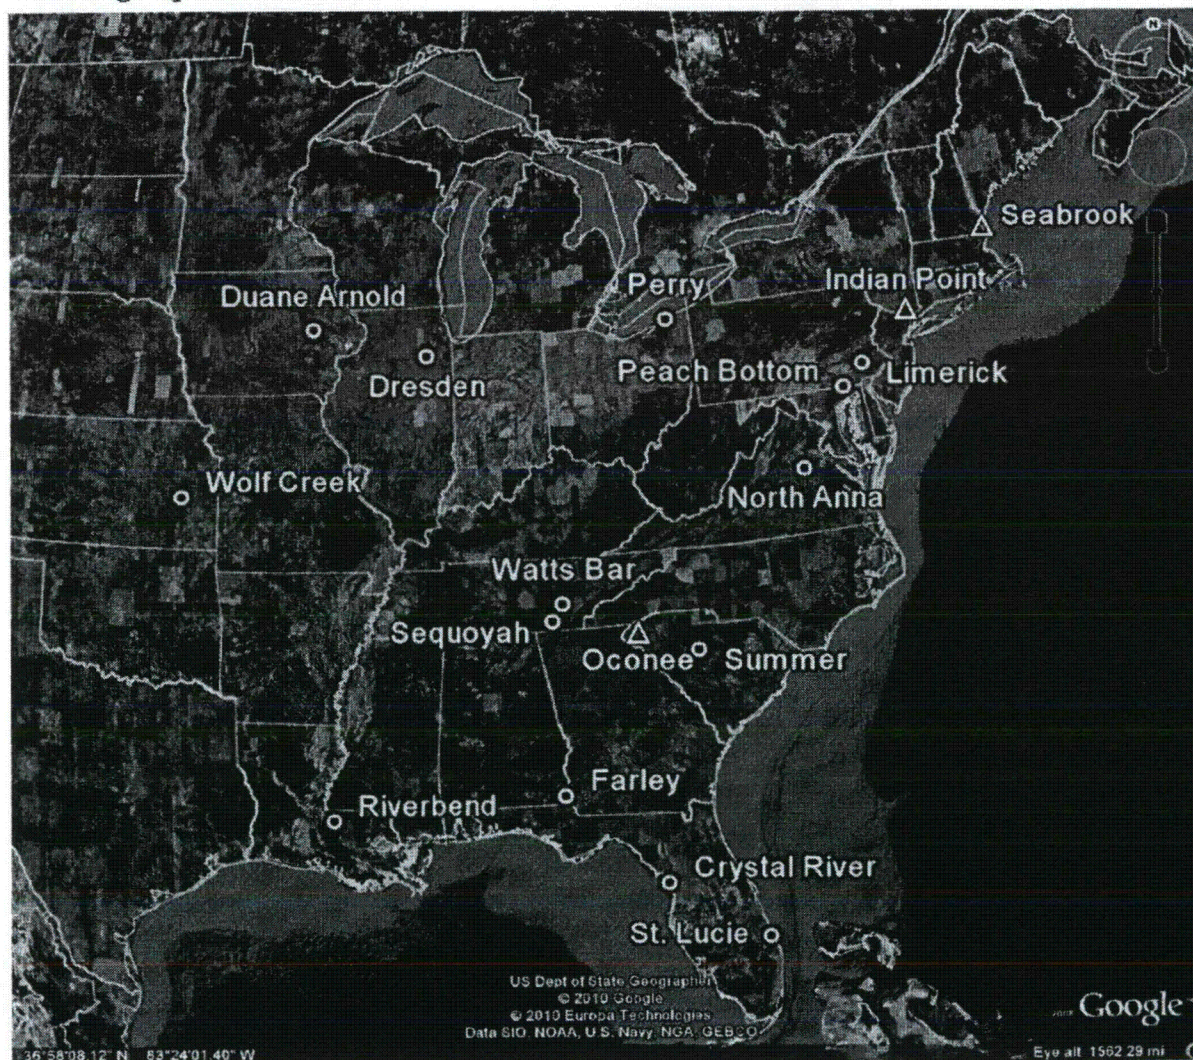 N
Seabrook
Indian Point
Perry
Duane Arnold
Peach Bottom
Limerick
Dresden
Wolf Creek
North Anna
Watts Bar
Sequoyah
Oconee
Summer
Farley
Riverbend
Crystal River
St. Lucie
US Dept of State Geographer
© 2010 Google
© 2010 Europa Technologies
Data SIO, NOAA, U.S. Navy, NGA, GEBCO
Google
36°58'08.12" N 83°24'01.40" W
Eye alt 1562.29 mi